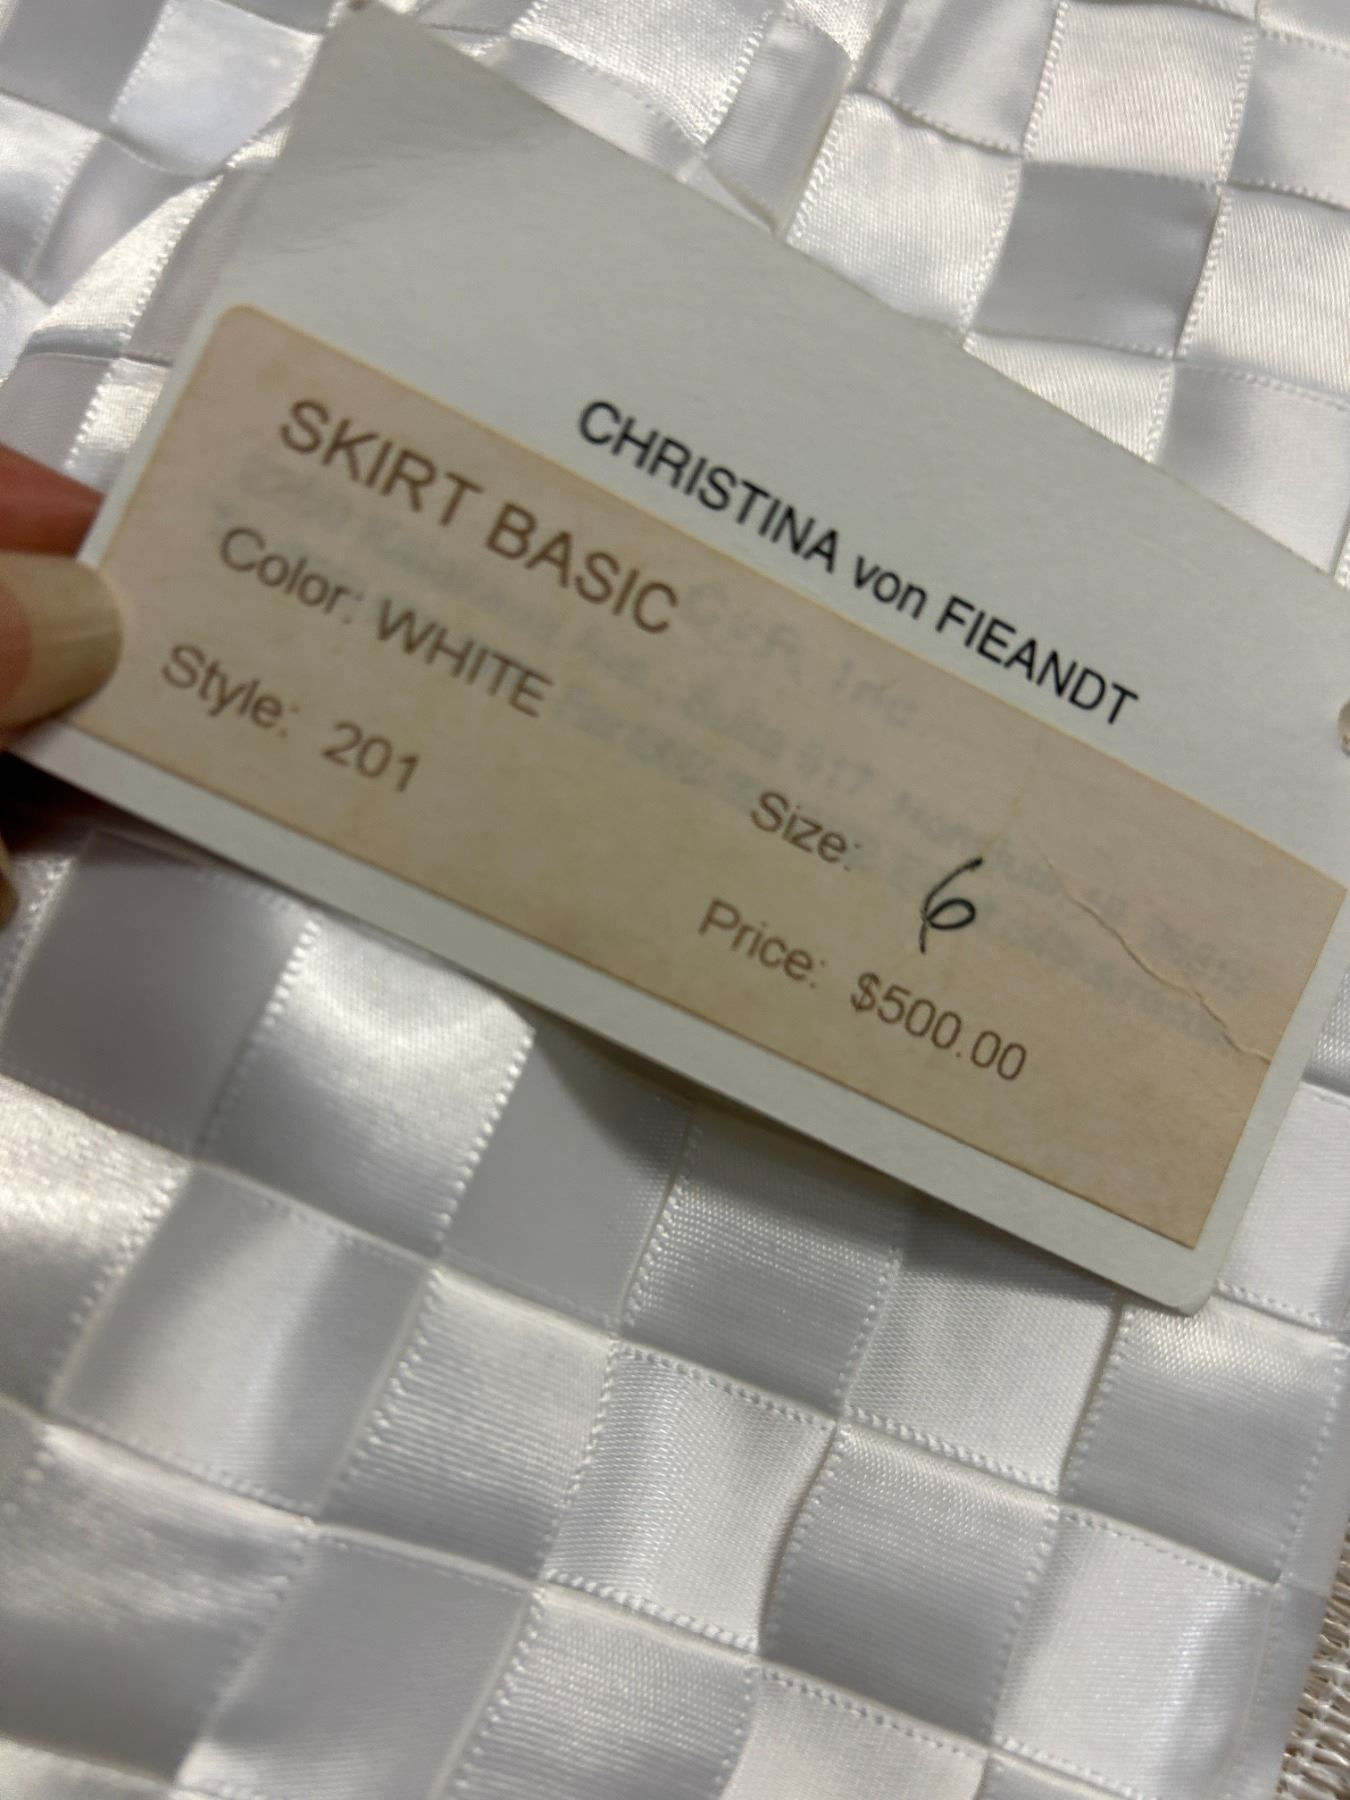 CHRISTINA von FIEANDT
SKIRT BASIC
Color: WHITE
Style: 201
Size: 6
Price: $500.00